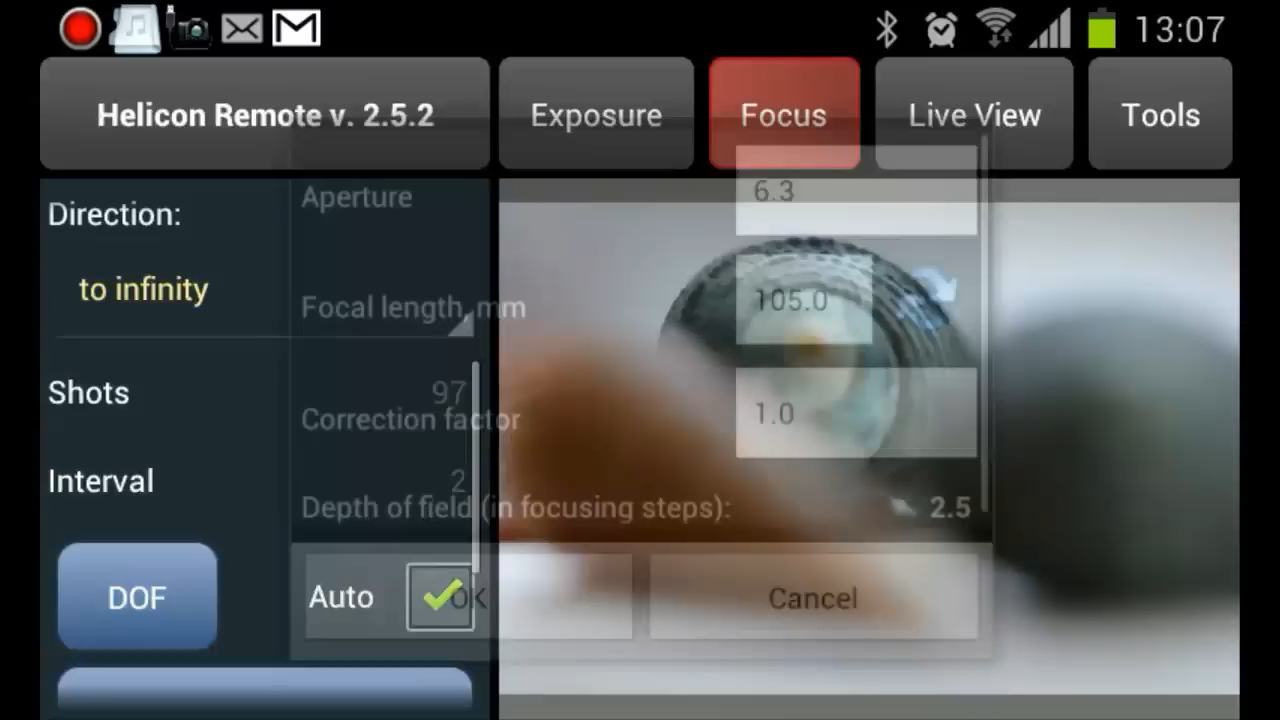 13:07
Helicon Remote v. 2.5.2
Exposure
Focus
Live View
Tools
Direction:
to infinity
Shots
97
Interval
2
DOF
Auto
Aperture
6.3
Focal length, mm
105.0
Correction factor
1.0
Depth of field (in focusing steps):
2.5
OK
Cancel